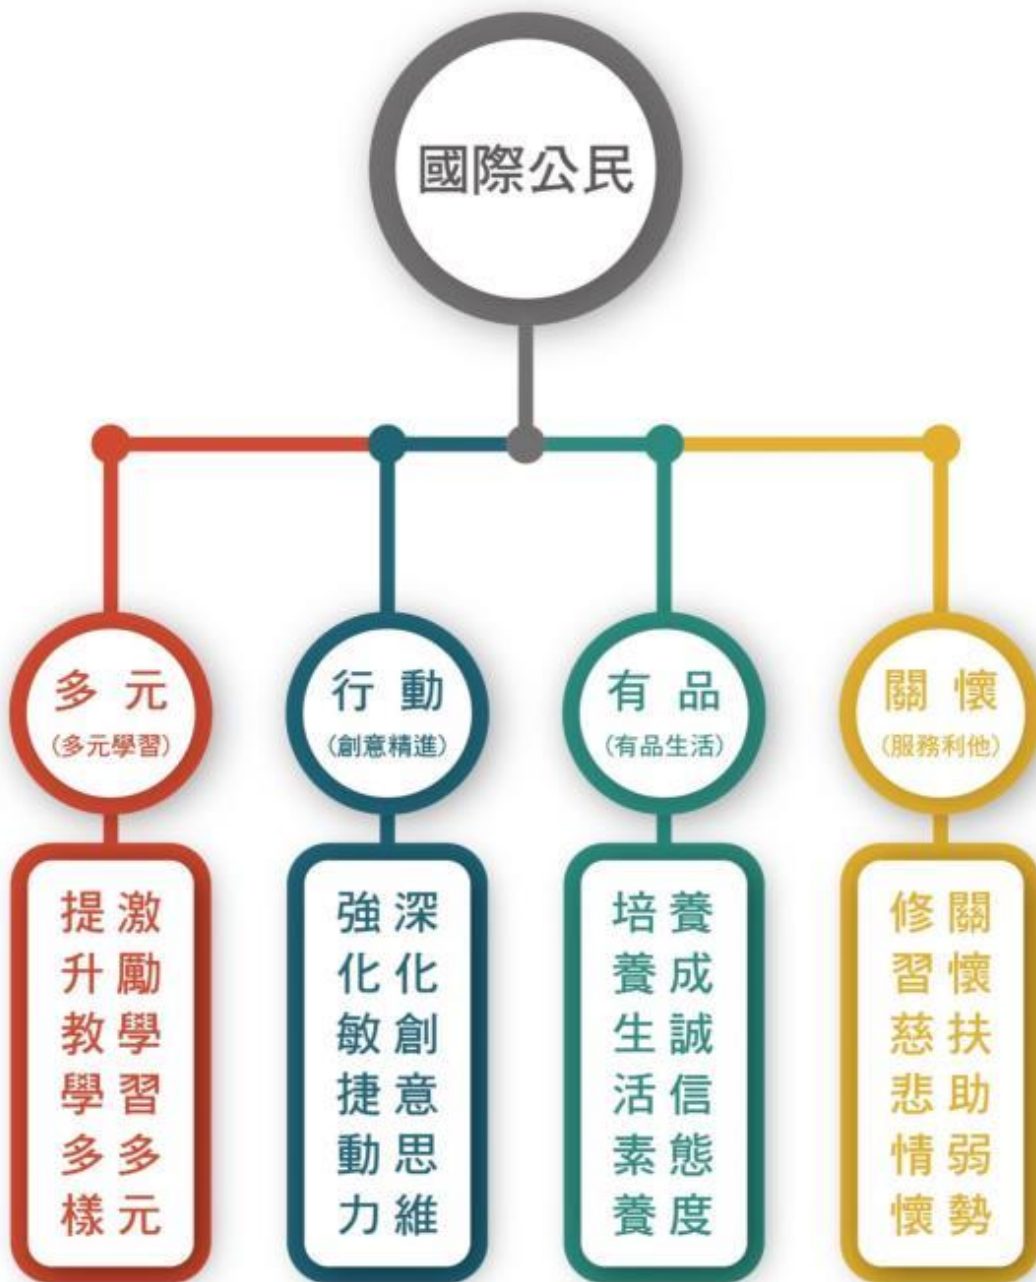 國際公民
多元
(多元學習)
激勵學習多元
提升教學多樣
行動
(創意精進)
深化創意思維
強化敏捷動力
有品
(有品生活)
養成誠信態度
培養生活素養
關懷
(服務利他)
關懷扶助弱勢
修習慈悲情懷